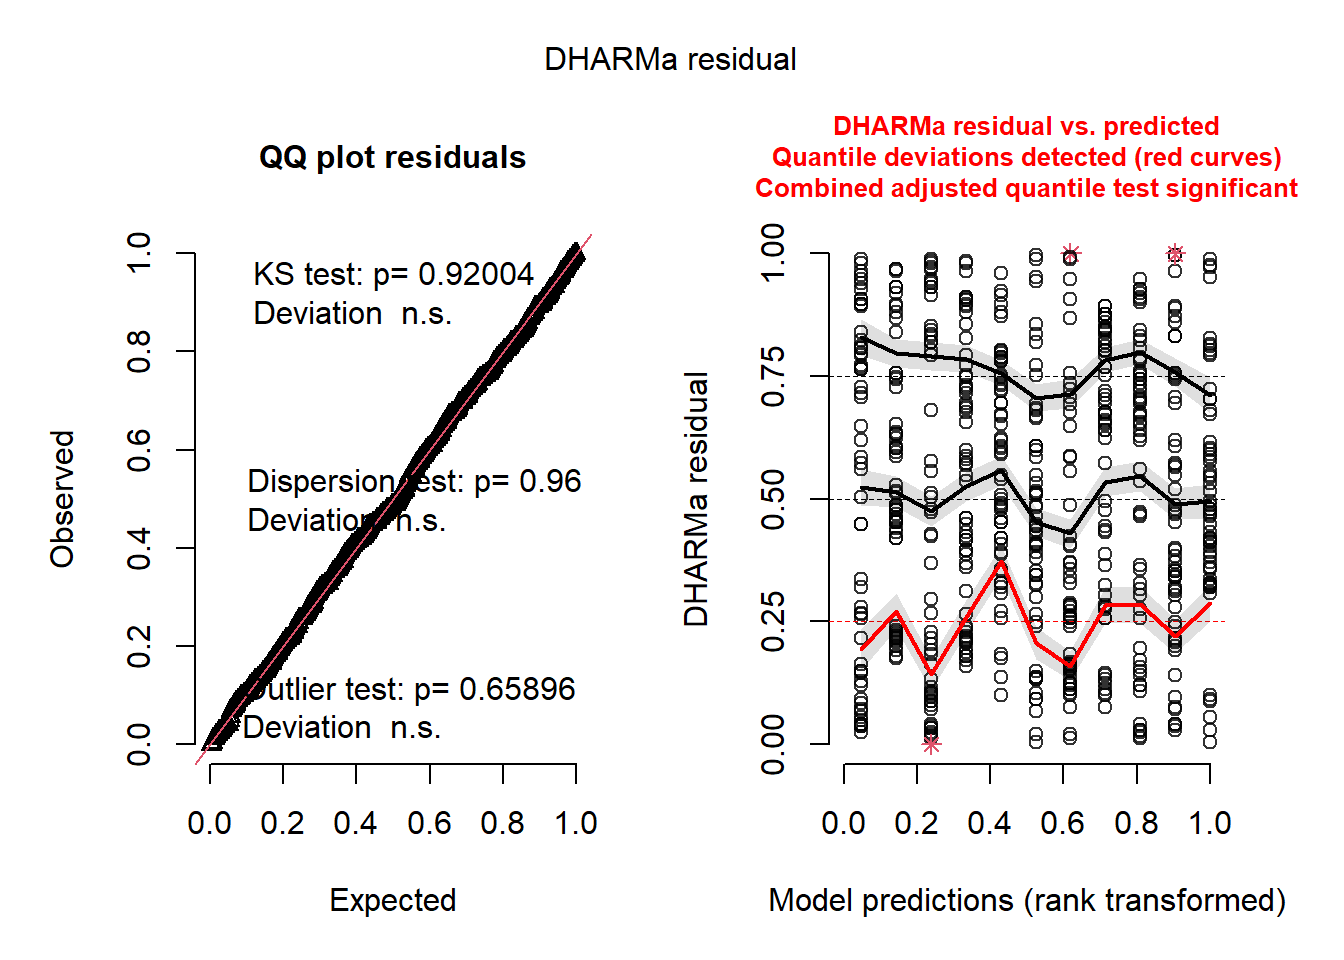 DHARMa residual
QQ plot residuals
KS test: p= 0.92004
Deviation  n.s.
Dispersion test: p= 0.96
Deviation  n.s.
Outlier test: p= 0.65896
Deviation  n.s.
Observed
0.0
0.2
0.4
0.6
0.8
1.0
0.0 0.2 0.4 0.6 0.8 1.0
Expected
DHARMa residual vs. predicted
Quantile deviations detected (red curves)
Combined adjusted quantile test significant
DHARMa residual
0.00
0.25
0.50
0.75
1.00
0.0 0.2 0.4 0.6 0.8 1.0
Model predictions (rank transformed)